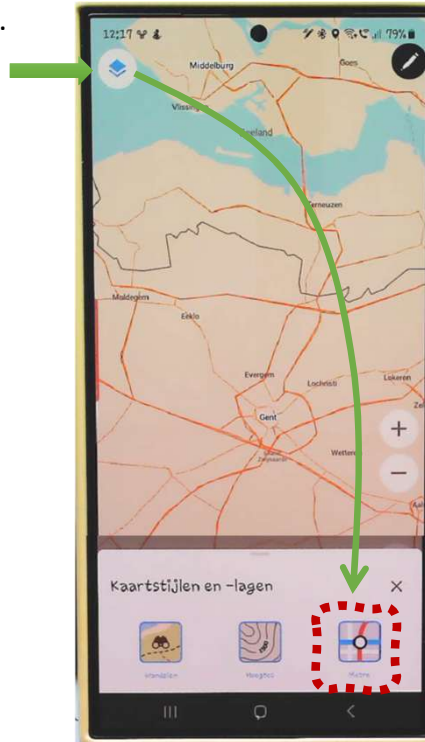 .
12:17 79%
Middelburg
Goes
Vlissingen
Zeeland
Terneuzen
Maldegem
Eeklo
Evergem
Lochristi
Lokeren
Gent
Wetteren
+
−
Kaartstijlen en -lagen ×
Wandelen Hoogtes